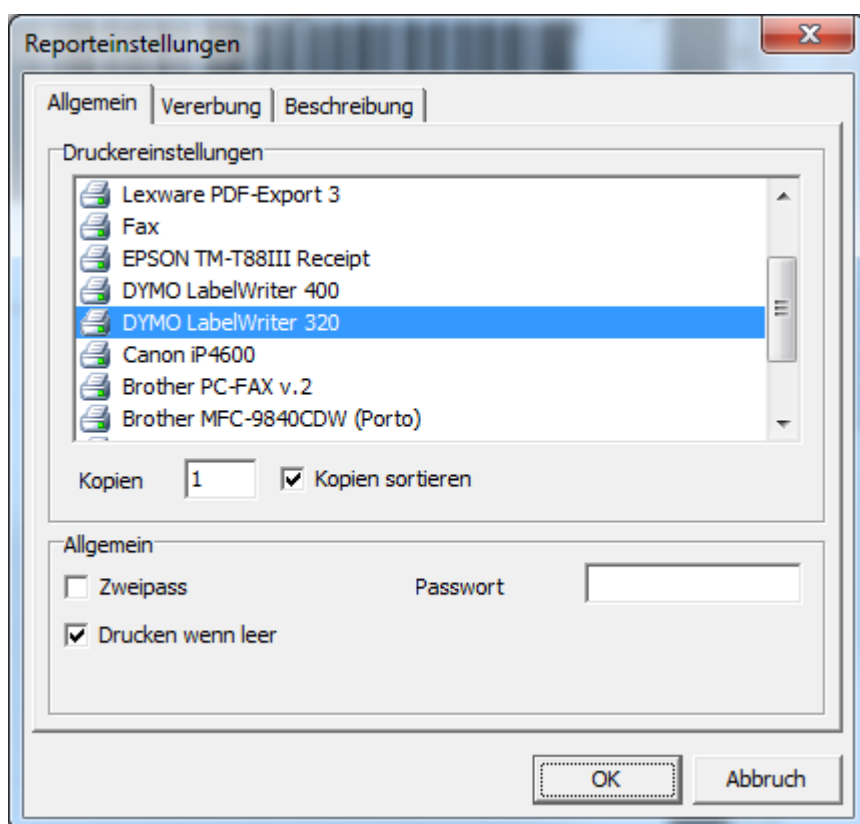 Reporteinstellungen
Allgemein Vererbung Beschreibung
Druckereinstellungen
Lexware PDF-Export 3
Fax
EPSON TM-T88III Receipt
DYMO LabelWriter 400
DYMO LabelWriter 320
Canon iP4600
Brother PC-FAX v.2
Brother MFC-9840CDW (Porto)
Kopien 1 Kopien sortieren
Allgemein
Zweipass Passwort
Drucken wenn leer
OK Abbruch